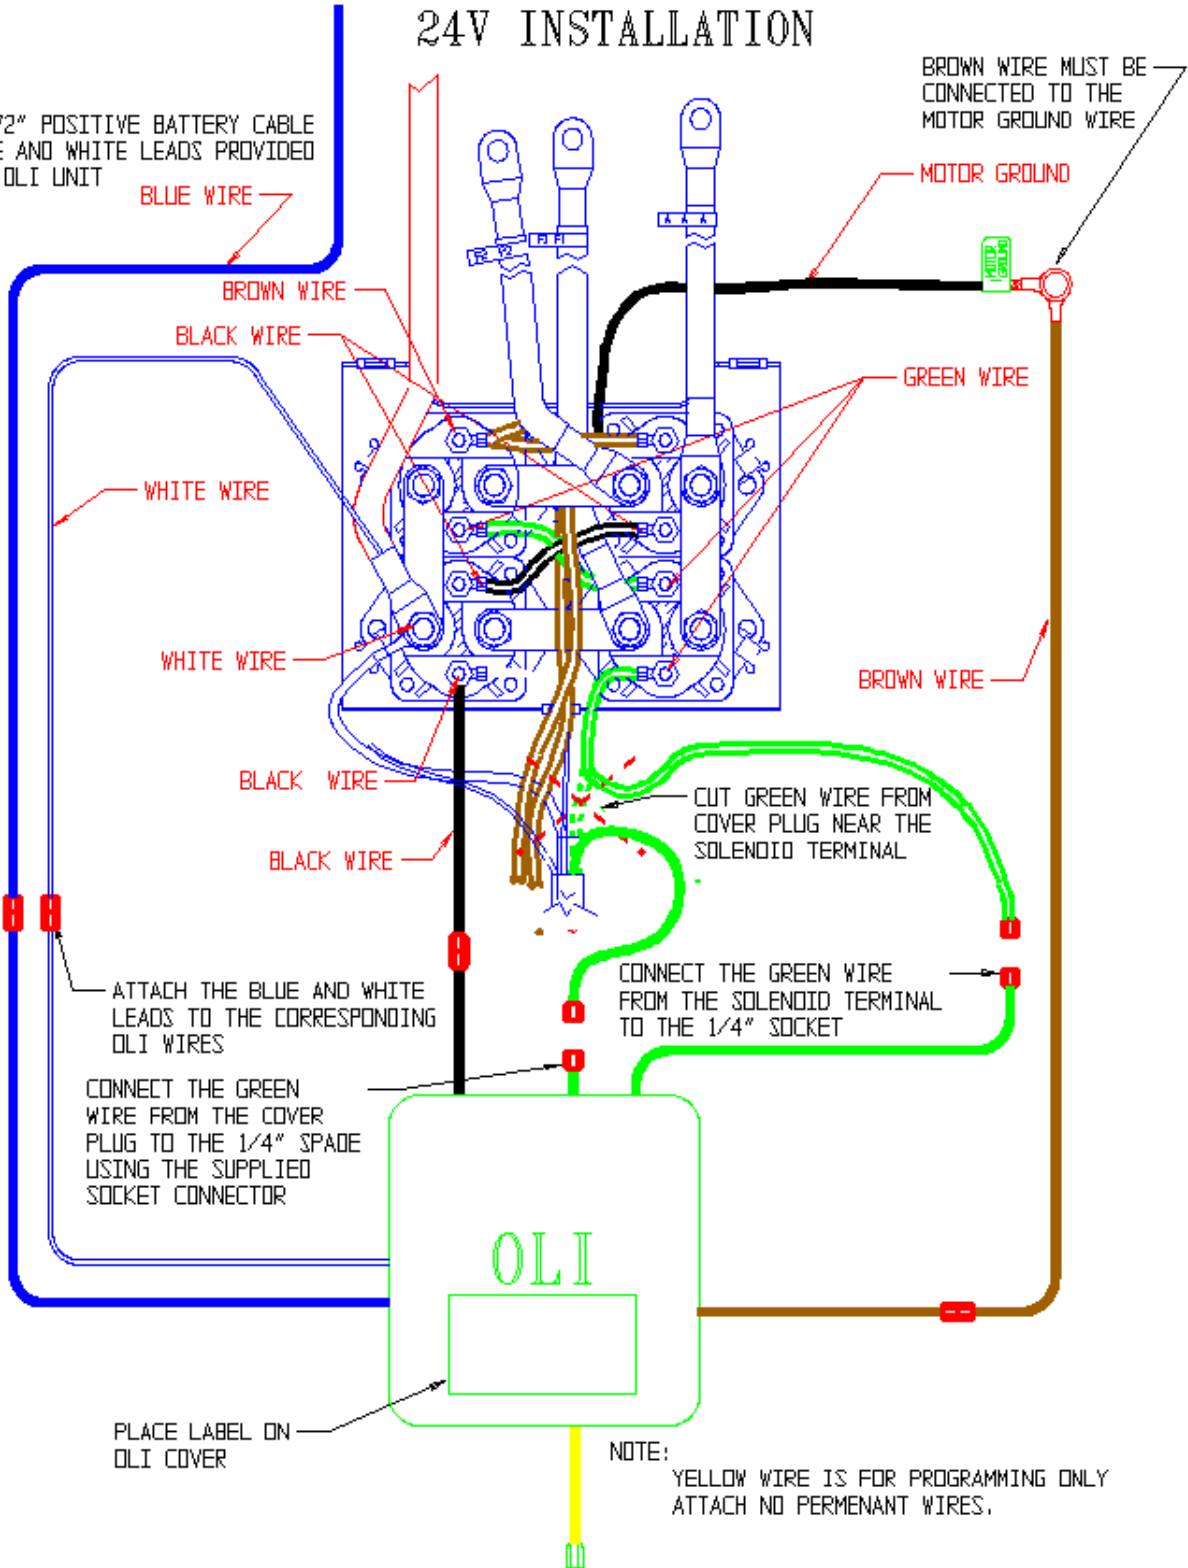 24V INSTALLATION
BROWN WIRE MUST BE
CONNECTED TO THE
MOTOR GROUND WIRE
72" POSITIVE BATTERY CABLE
AND WHITE LEADS PROVIDED
OLI UNIT
BLUE WIRE
MOTOR GROUND
A A A
MOTOR
GROUND
BROWN WIRE
BLACK WIRE
GREEN WIRE
WHITE WIRE
WHITE WIRE
BROWN WIRE
BLACK WIRE
CUT GREEN WIRE FROM
COVER PLUG NEAR THE
SOLENOID TERMINAL
BLACK WIRE
ATTACH THE BLUE AND WHITE
LEADS TO THE CORRESPONDING
OLI WIRES
CONNECT THE GREEN WIRE
FROM THE SOLENOID TERMINAL
TO THE 1/4" SOCKET
CONNECT THE GREEN
WIRE FROM THE COVER
PLUG TO THE 1/4" SPADE
USING THE SUPPLIED
SOCKET CONNECTOR
OLI
PLACE LABEL ON
OLI COVER
NOTE:
YELLOW WIRE IS FOR PROGRAMMING ONLY
ATTACH NO PERMENANT WIRES.